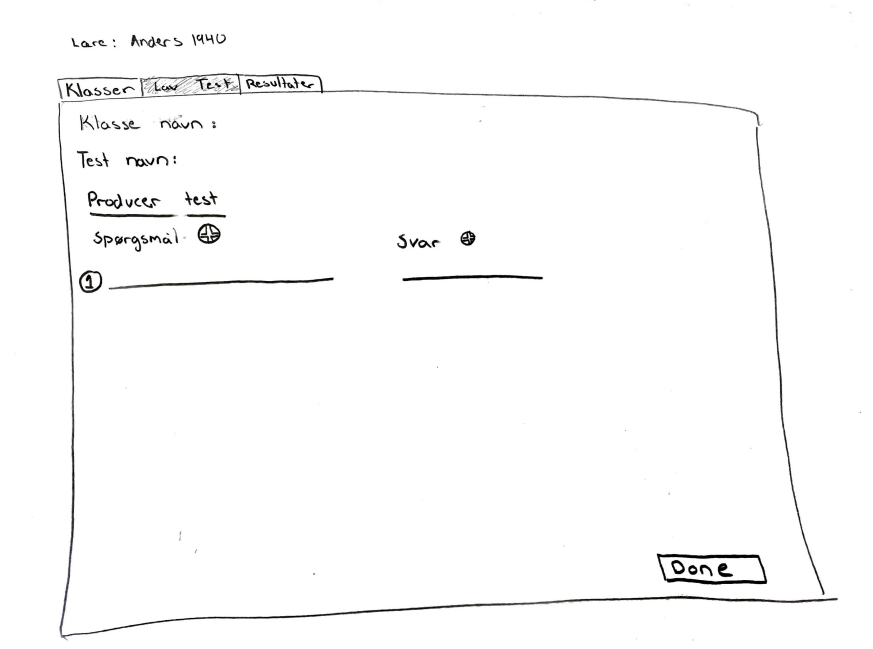 Lare: Anders 1940
Klasser Lav Test Resultater
Klasse navn:
Test navn:
Producer test
Spørgsmål Svar
1
Done